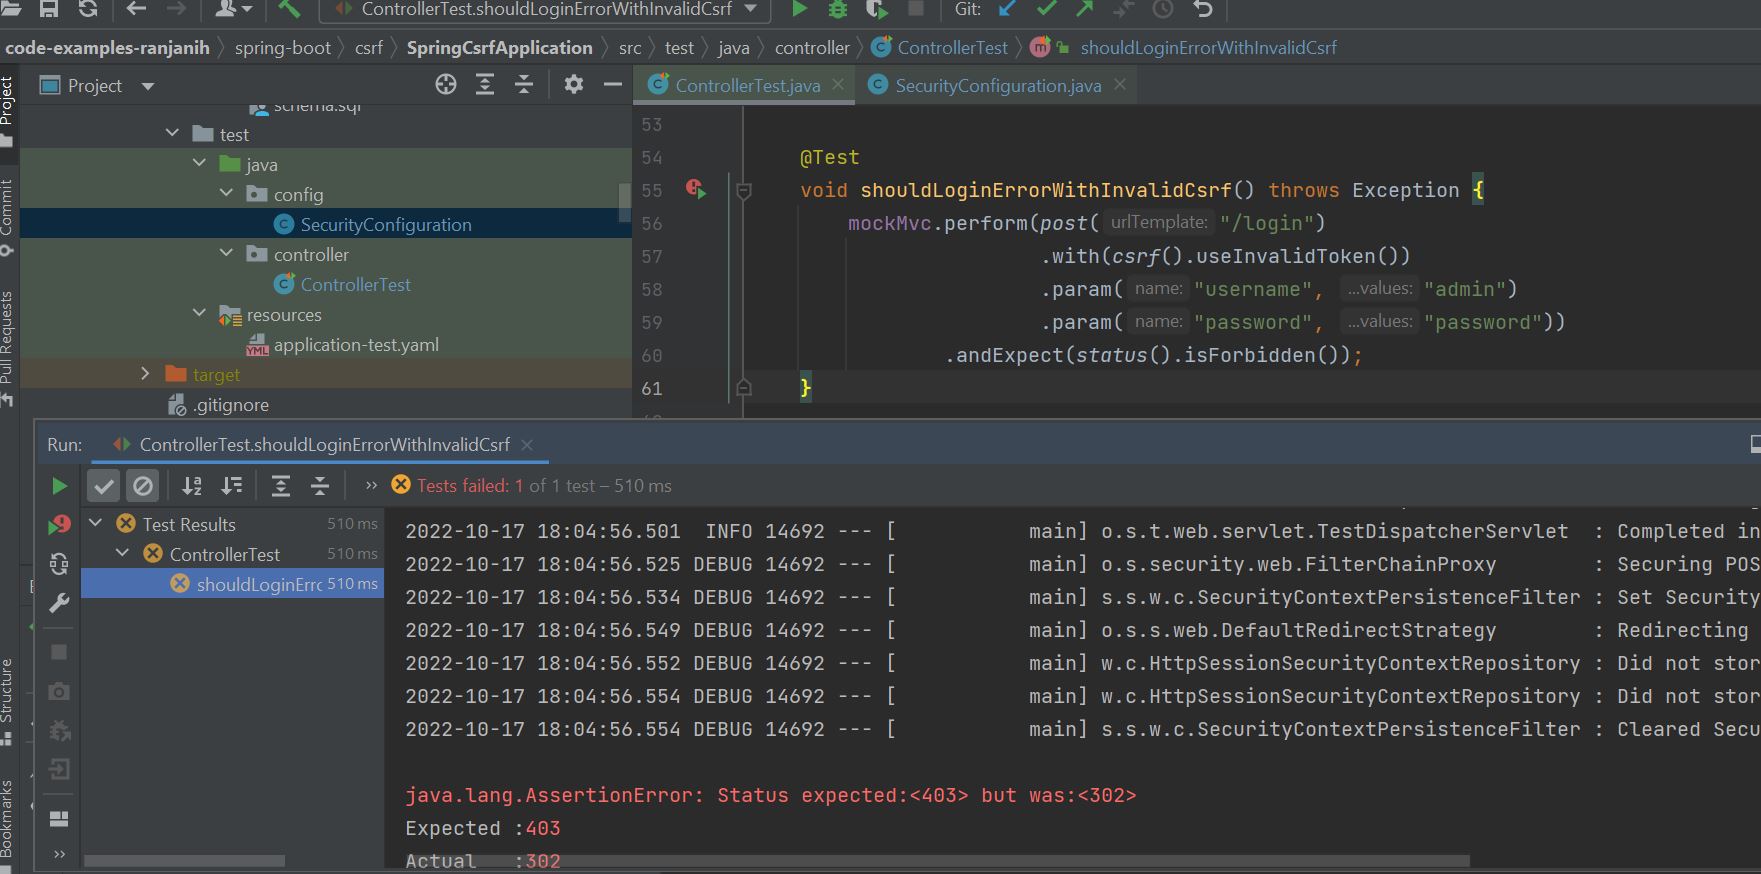 ControllerTest.shouldLoginErrorWithInvalidCsrf
Git:
code-examples-ranjanih
spring-boot
csrf
SpringCsrfApplication
src
test
java
controller
ControllerTest
shouldLoginErrorWithInvalidCsrf
Project
Commit
Pull Requests
Structure
Bookmarks
Project
schema.sql
test
java
config
SecurityConfiguration
controller
ControllerTest
resources
application-test.yaml
target
.gitignore
ControllerTest.java
SecurityConfiguration.java
53
54 @Test
55 void shouldLoginErrorWithInvalidCsrf() throws Exception {
56 mockMvc.perform(post( urlTemplate: "/login")
57 .with(csrf().useInvalidToken())
58 .param( name: "username", ...values: "admin")
59 .param( name: "password", ...values: "password"))
60 .andExpect(status().isForbidden());
61 }
Run:
ControllerTest.shouldLoginErrorWithInvalidCsrf
Tests failed: 1 of 1 test – 510 ms
Test Results 510 ms
ControllerTest 510 ms
shouldLoginErrc 510 ms
2022-10-17 18:04:56.501  INFO 14692 --- [           main] o.s.t.web.servlet.TestDispatcherServlet  : Completed in
2022-10-17 18:04:56.525 DEBUG 14692 --- [           main] o.s.security.web.FilterChainProxy        : Securing POS
2022-10-17 18:04:56.534 DEBUG 14692 --- [           main] s.s.w.c.SecurityContextPersistenceFilter : Set Security
2022-10-17 18:04:56.549 DEBUG 14692 --- [           main] o.s.s.web.DefaultRedirectStrategy        : Redirecting
2022-10-17 18:04:56.552 DEBUG 14692 --- [           main] w.c.HttpSessionSecurityContextRepository : Did not stor
2022-10-17 18:04:56.554 DEBUG 14692 --- [           main] w.c.HttpSessionSecurityContextRepository : Did not stor
2022-10-17 18:04:56.554 DEBUG 14692 --- [           main] s.s.w.c.SecurityContextPersistenceFilter : Cleared Secu
java.lang.AssertionError: Status expected:<403> but was:<302>
Expected :403
Actual   :302